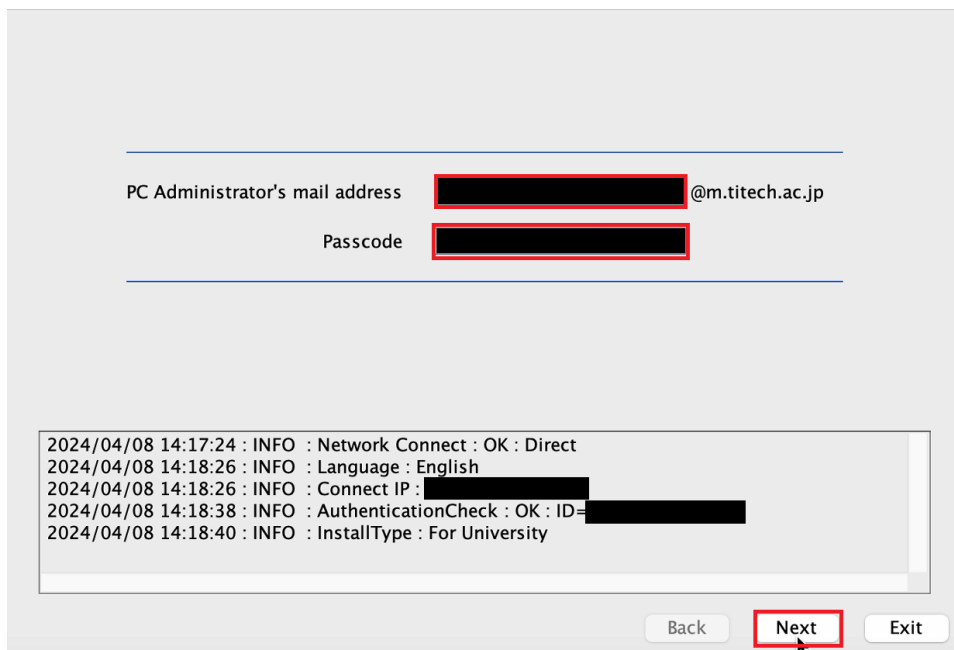 PC Administrator's mail address @m.titech.ac.jp
Passcode
2024/04/08 14:17:24 : INFO : Network Connect : OK : Direct
2024/04/08 14:18:26 : INFO : Language : English
2024/04/08 14:18:26 : INFO : Connect IP :
2024/04/08 14:18:38 : INFO : AuthenticationCheck : OK : ID=
2024/04/08 14:18:40 : INFO : InstallType : For University
Back Next Exit